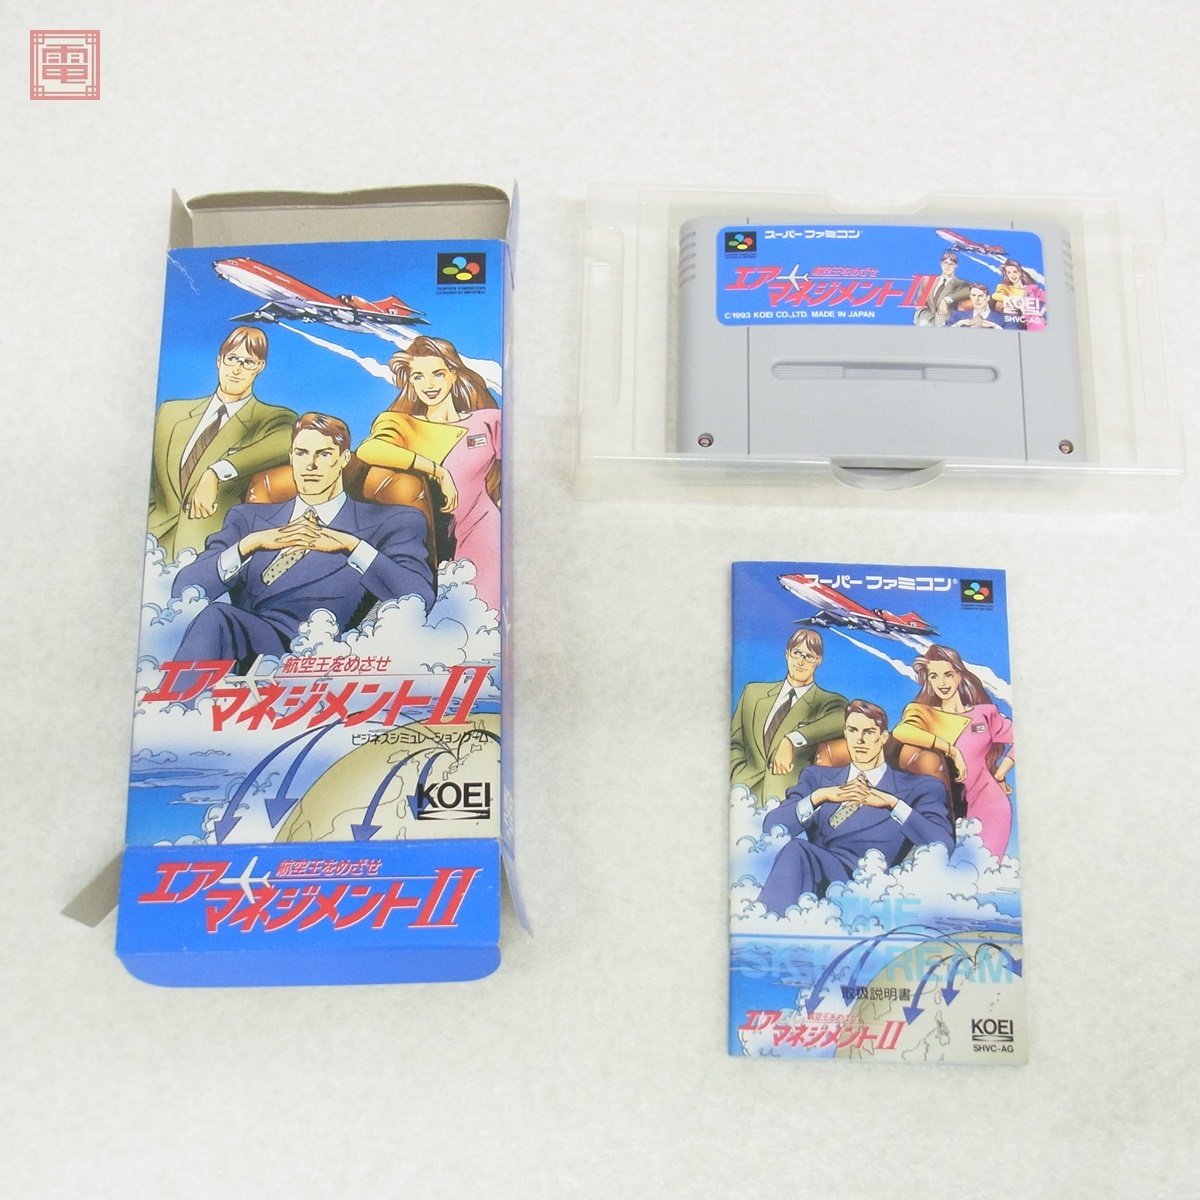 電
SUPER FAMICOM
エアマネジメントII
航空王をめざせ
ビジネスシミュレーションゲーム
KOEI
エアマネジメントII
航空王をめざせ
スーパーファミコン
エアマネジメントII
航空王をめざせ
C1993 KOEI CO.,LTD. MADE IN JAPAN
KOEI
SHVC-AG
スーパーファミコン®
THE
SKY DREAM
取扱説明書
エアマネジメントII
航空王をめざせ
KOEI
SHVC-AG